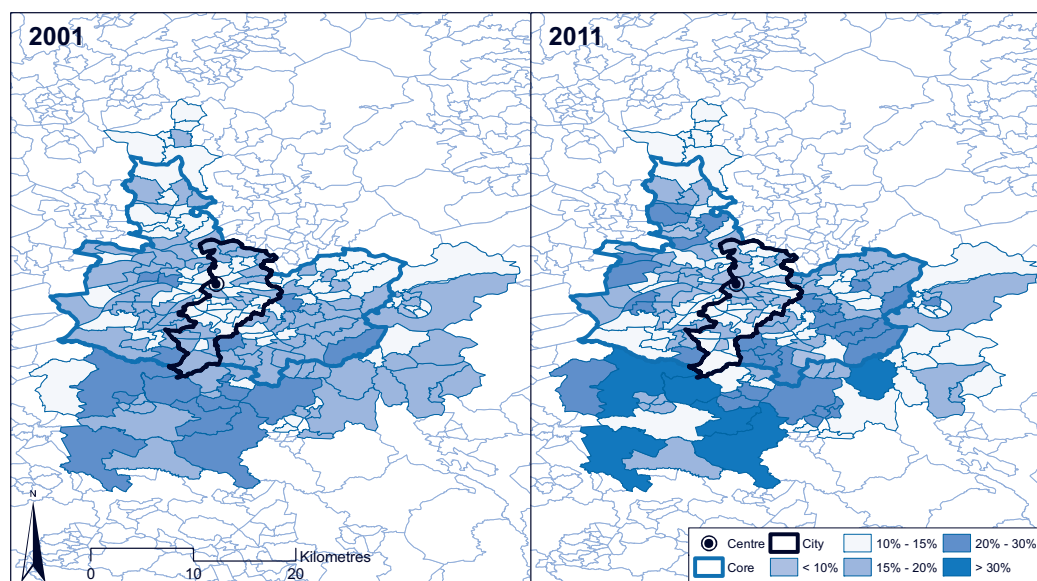 2001
2011
N
Kilometres
0 10 20
Centre City 10% - 15% 20% - 30%
Core < 10% 15% - 20% > 30%